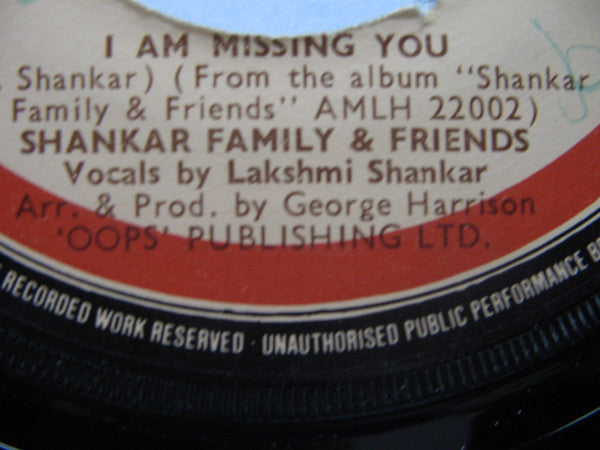 I AM MISSING YOU
. Shankar) (From the album "Shankar
Family & Friends" AMLH 22002)
SHANKAR FAMILY & FRIENDS
Vocals by Lakshmi Shankar
Arr. & Prod. by George Harrison
'OOPS' PUBLISHING LTD.
RECORDED WORK RESERVED · UNAUTHORISED PUBLIC PERFORMANCE